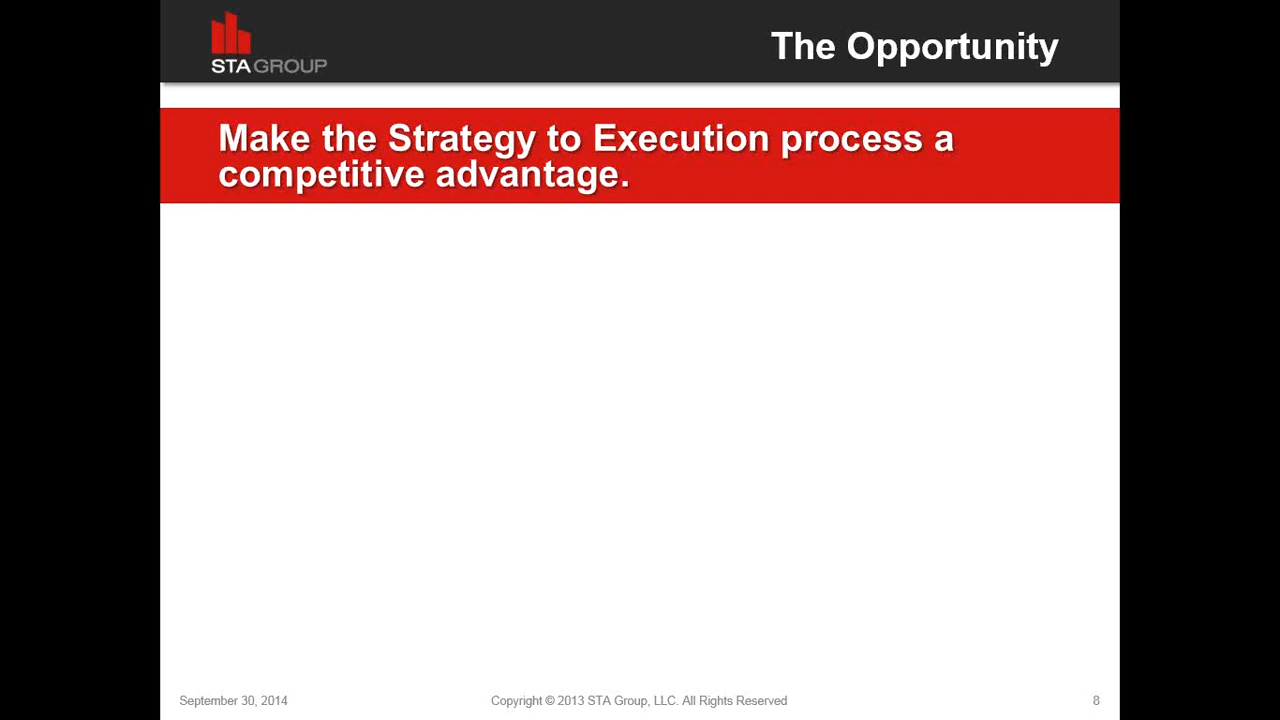 STA GROUP
The Opportunity
Make the Strategy to Execution process a
competitive advantage.
September 30, 2014
Copyright © 2013 STA Group, LLC. All Rights Reserved
8